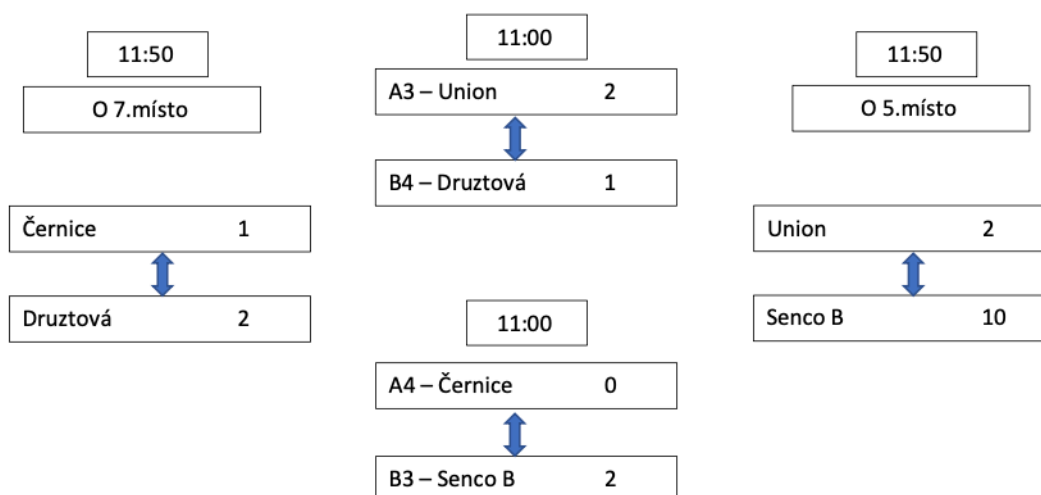 11:50
O 7.místo
Černice 1
Druztová 2
11:00
A3 – Union 2
B4 – Druztová 1
11:00
A4 – Černice 0
B3 – Senco B 2
11:50
O 5.místo
Union 2
Senco B 10